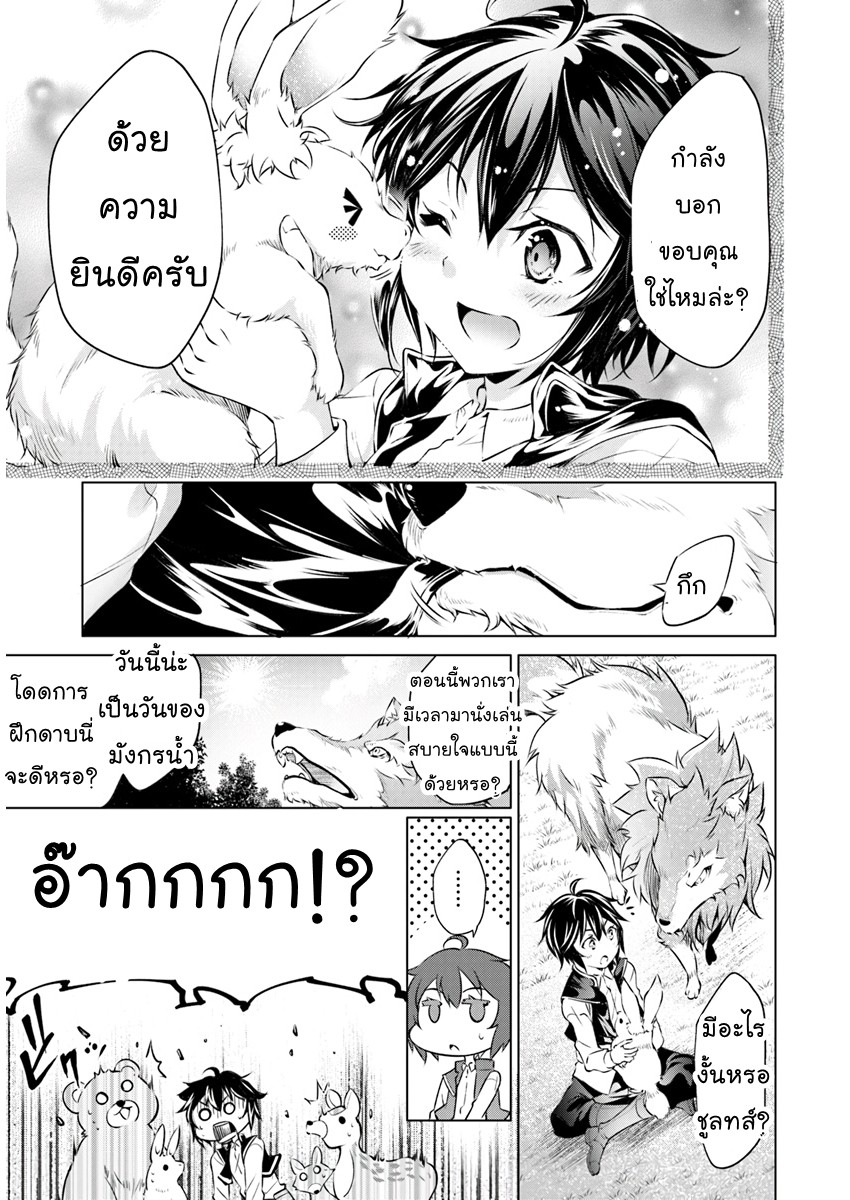 กำลัง
บอก
ขอบคุณ
ใช่ไหมล่ะ?
ด้วย
ความ
ยินดีครับ
กึก
มีอะไร
งั้นหรอ
ชูลทส์?
ตอนนี้พวกเรา
มีเวลามานั่งเล่น
สบายใจแบบนี้
ด้วยหรอ?
วันนี้น่ะ
เป็นวันของ
มังกรน้ำ
โดดการ
ฝึกดาบนี่
จะดีหรอ?
......
อ๊ากกกก!?